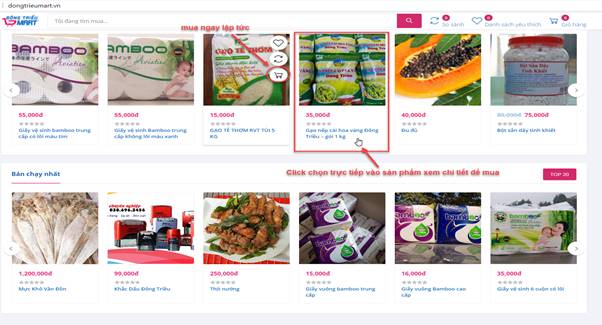 dongtrieumart.vn
ĐÔNG TRIỀU
MART
Tôi đang tìm mua...
0
So sánh
0
Danh sách yêu thích
0
Giỏ hàng
mua ngay lập tức
bamboo
BAMBOO
GẠO TẺ THƠM
55,000đ
Giấy vệ sinh bamboo trung
cấp có lõi màu tím
55,000đ
Giấy vệ sinh Bamboo trung
cấp không lõi màu xanh
15,000đ
GẠO TẺ THƠM RVT TÚI 5
KG
35,000đ
Gạo nếp cái hoa vàng Đông
Triều – gói 1 kg
40,000đ
Đu đủ
80,000đ 75,000đ
Bột sắn dây tinh khiết
Click chọn trực tiếp vào sản phẩm xem chi tiết để mua
Bán chạy nhất
TOP 20
1,200,000đ
Mực Khô Vân Đồn
99,000đ
Khắc Dấu Đông Triều
250,000đ
Thịt nướng
15,000đ
Giấy vuông bamboo trung
cấp
16,000đ
Giấy vuông Bamboo cao
cấp
35,000đ
Giấy vệ sinh 6 cuộn có lõi